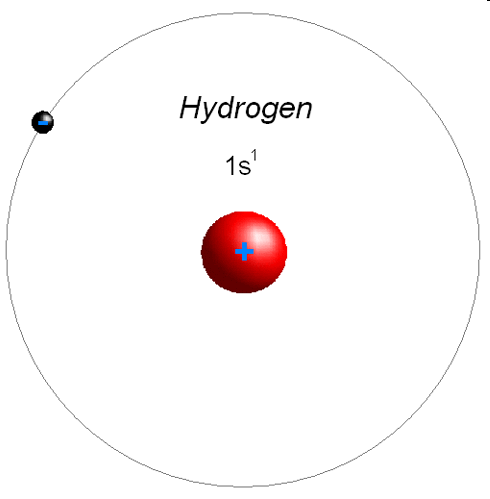 Hydrogen
1s¹
-
+